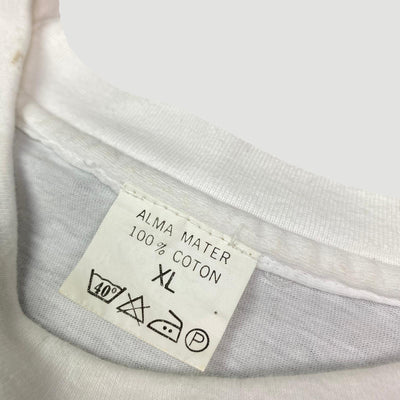 ALMA MATER
100% COTON
XL
40°
P